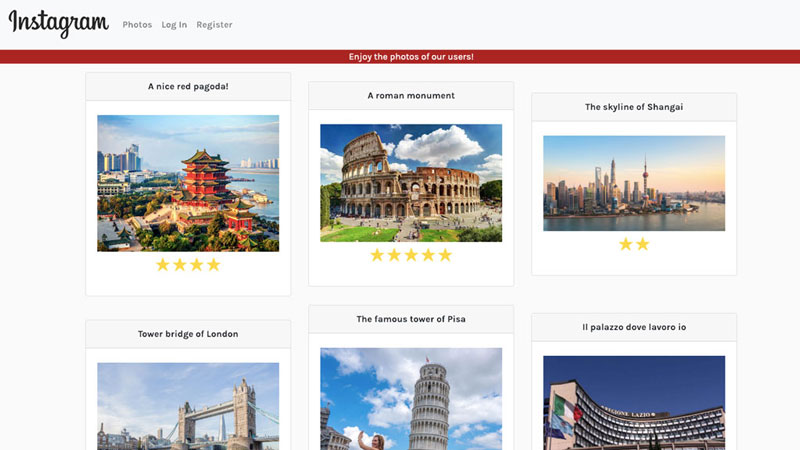 Instagram
Photos Log In Register
Enjoy the photos of our users!
A nice red pagoda!
A roman monument
The skyline of Shangai
Tower bridge of London
The famous tower of Pisa
Il palazzo dove lavoro io
REGIONE LAZIO